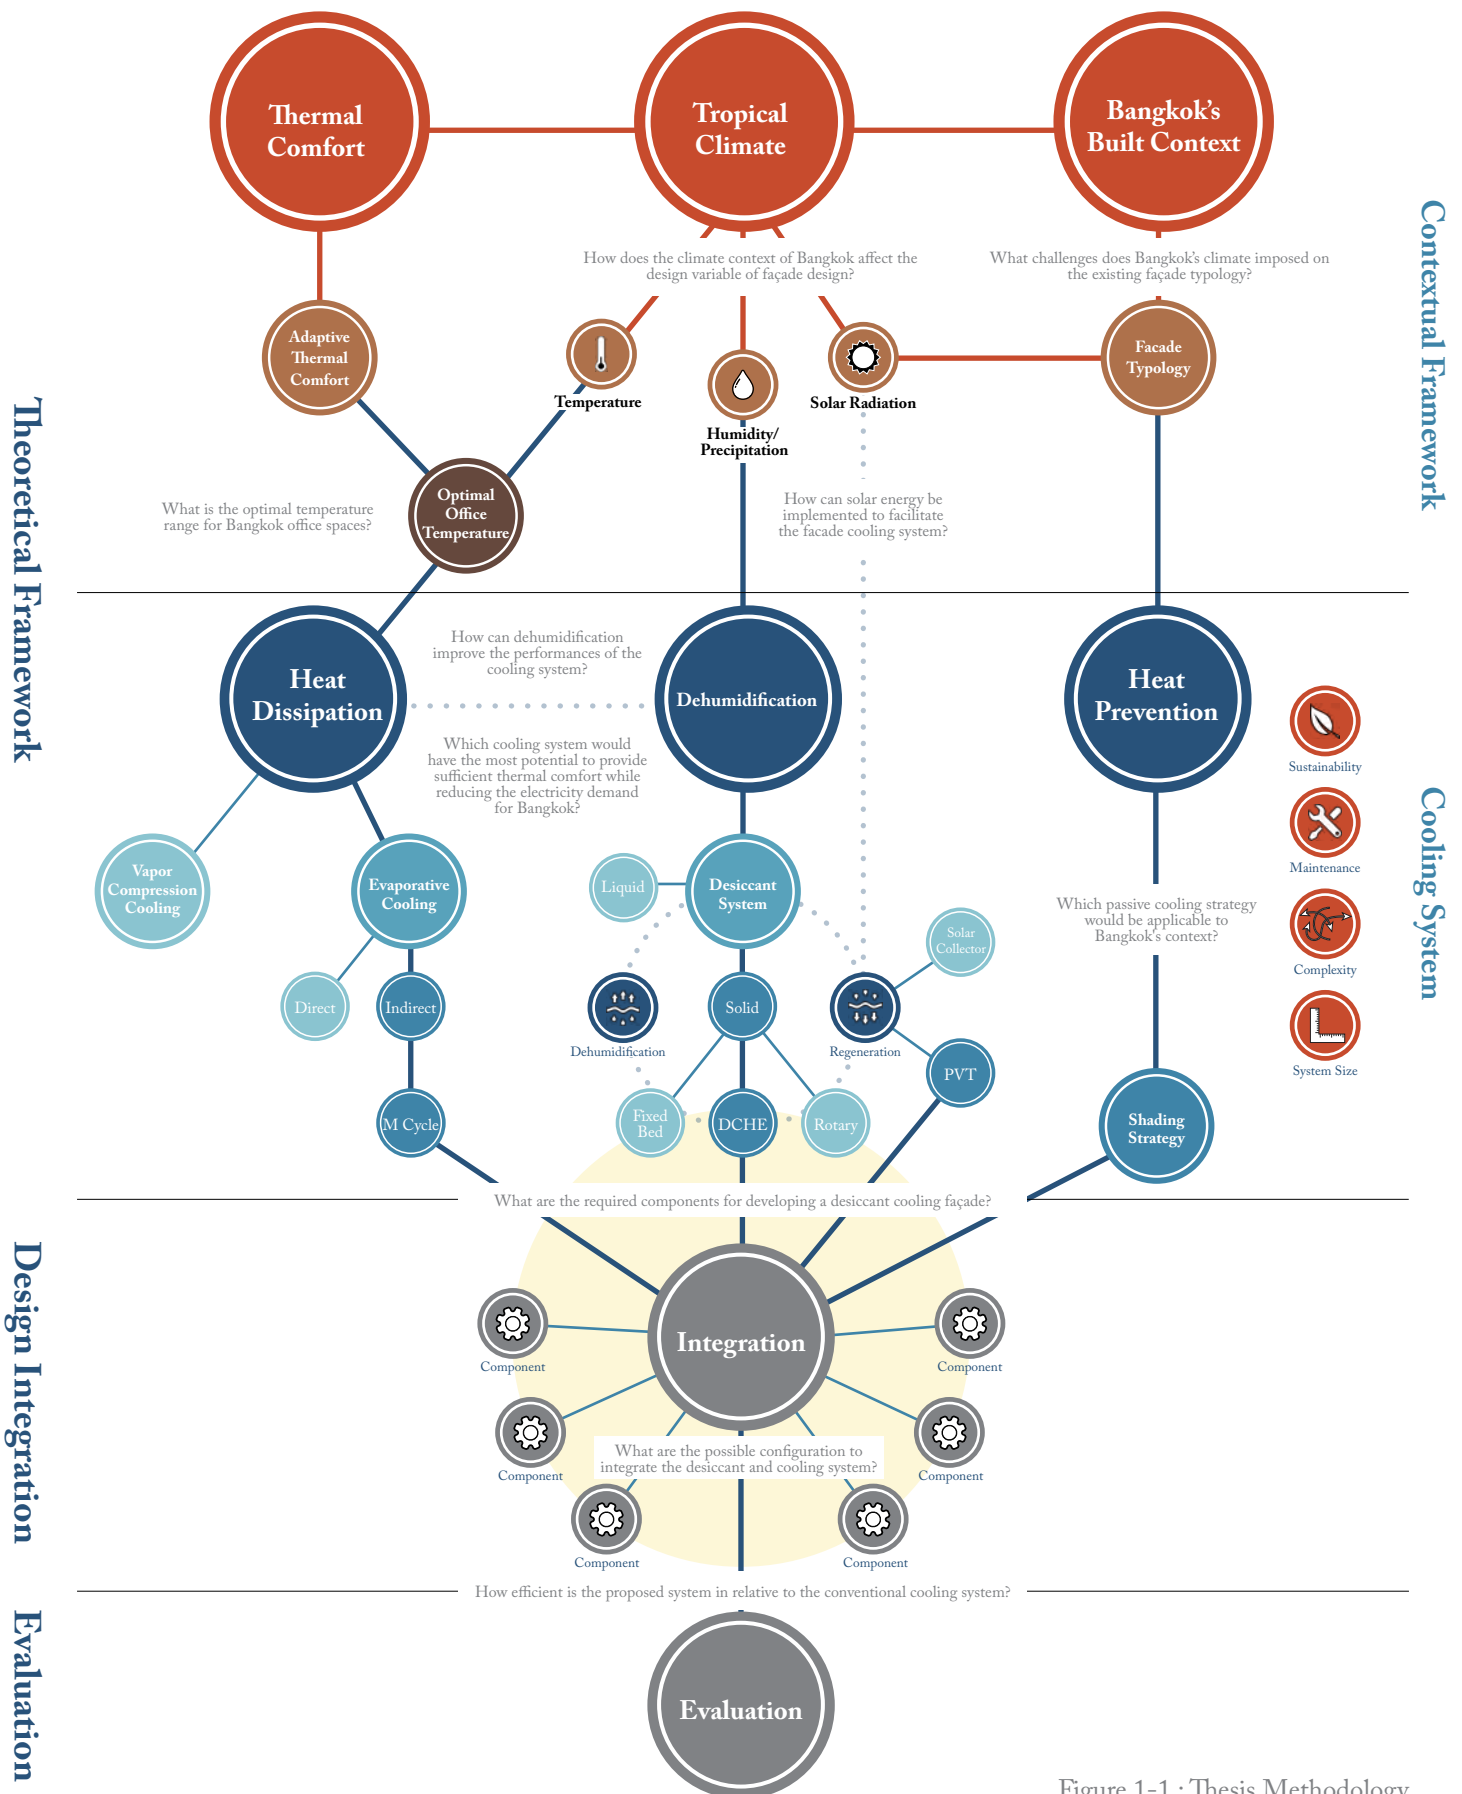 Thermal
Comfort
Tropical
Climate
Bangkok's
Built Context
How does the climate context of Bangkok affect the
design variable of façade design?
What challenges does Bangkok's climate imposed on
the existing façade typology?
Contextual Framework
Theoretical Framework
Adaptive
Thermal
Comfort
Temperature
Humidity/
Precipitation
Solar Radiation
Facade
Typology
What is the optimal temperature
range for Bangkok office spaces?
Optimal
Office
Temperature
How can solar energy be
implemented to facilitate
the facade cooling system?
Heat
Dissipation
How can dehumidification
improve the performances of the
cooling system?
Dehumidification
Heat
Prevention
Which cooling system would
have the most potential to provide
sufficient thermal comfort while
reducing the electricity demand
for Bangkok?
Sustainability
Maintenance
Complexity
System Size
Cooling System
Vapor
Compression
Cooling
Evaporative
Cooling
Liquid
Desiccant
System
Solar
Collector
Which passive cooling strategy
would be applicable to
Bangkok's context?
Direct
Indirect
Dehumidification
Solid
Regeneration
PVT
M Cycle
Fixed
Bed
DCHE
Rotary
Shading
Strategy
What are the required components for developing a desiccant cooling façade?
Design Integration
Integration
Component
Component
Component
Component
What are the possible configuration to
integrate the desiccant and cooling system?
Component
Component
How efficient is the proposed system in relative to the conventional cooling system?
Evaluation
Evaluation
Figure 1-1 : Thesis Methodology